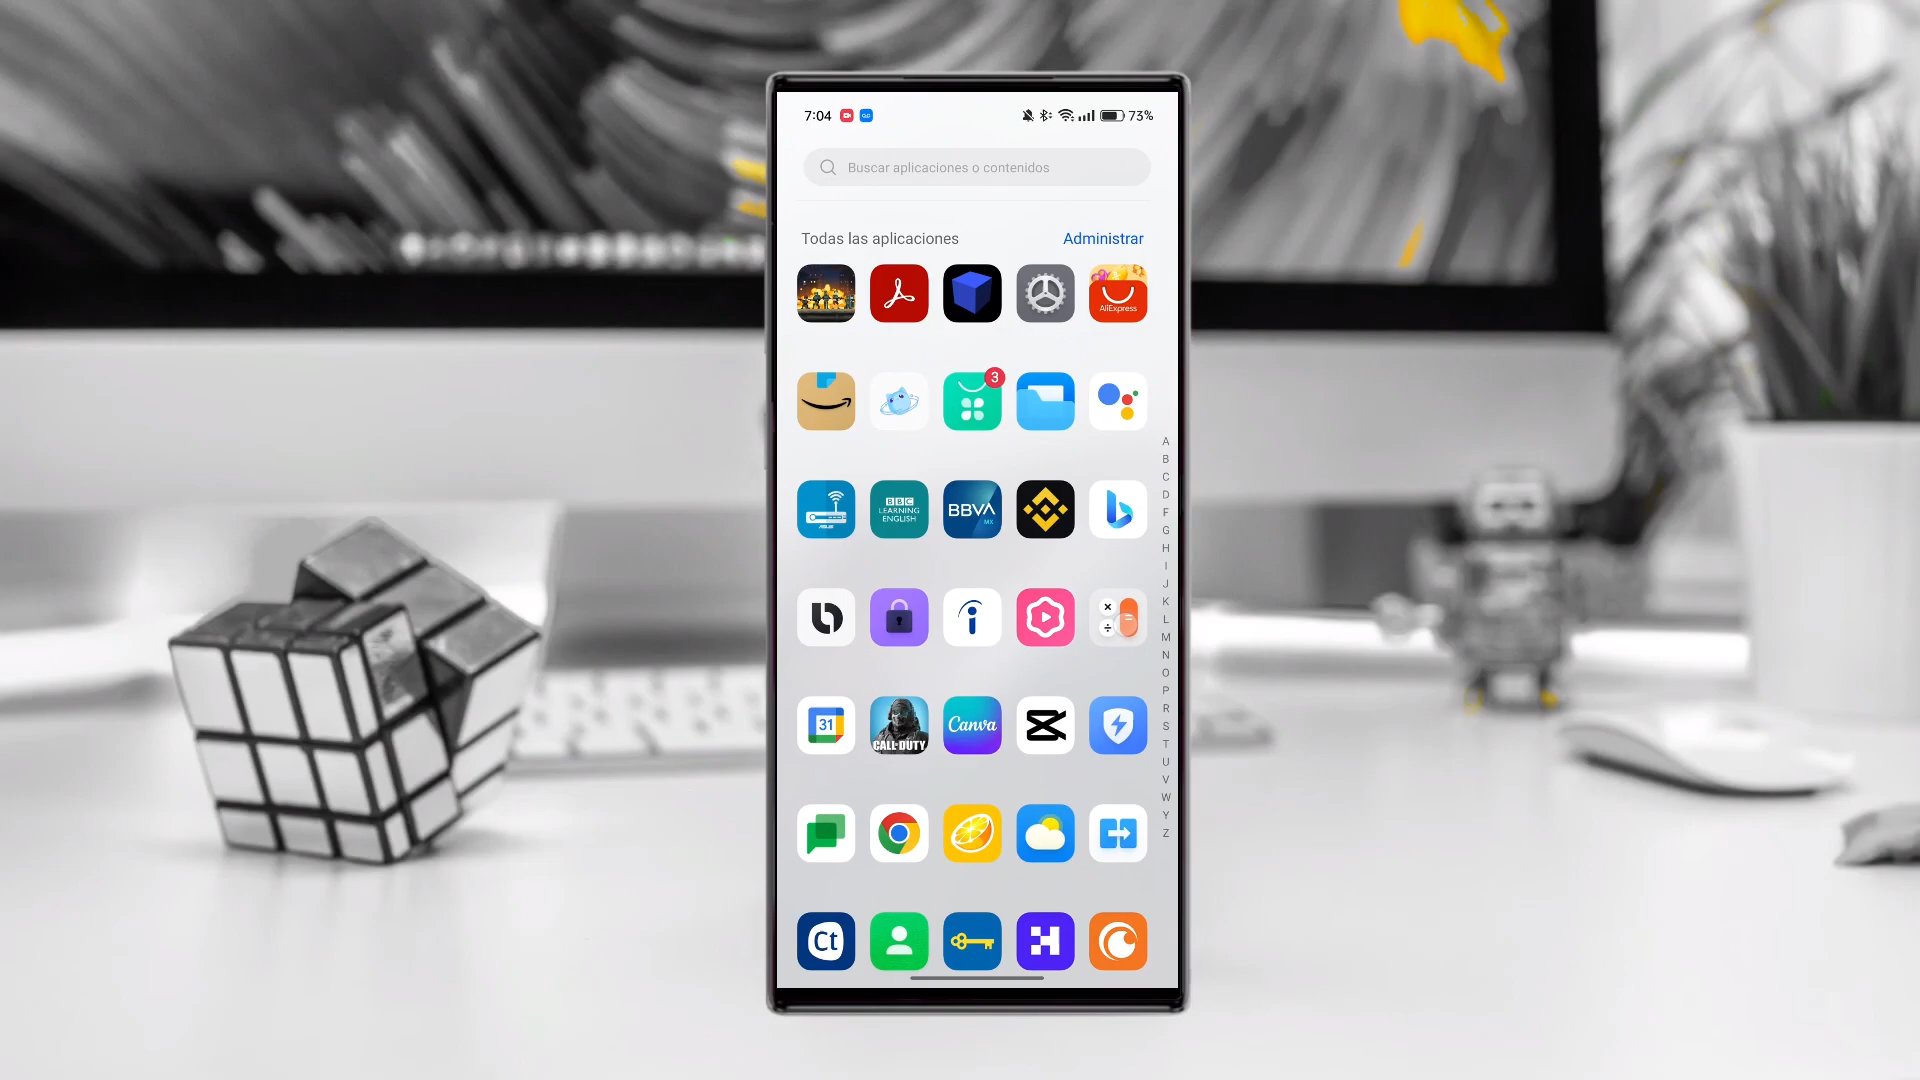 7:04
73%
Buscar aplicaciones o contenidos
Todas las aplicaciones
Administrar
AliExpress
3
ASUS
BBC
LEARNING
ENGLISH
BBVA
MX
31
CALL DUTY
Canva
Ct
A
B
C
D
F
G
H
I
J
K
L
M
N
O
P
R
S
T
U
V
W
Y
Z